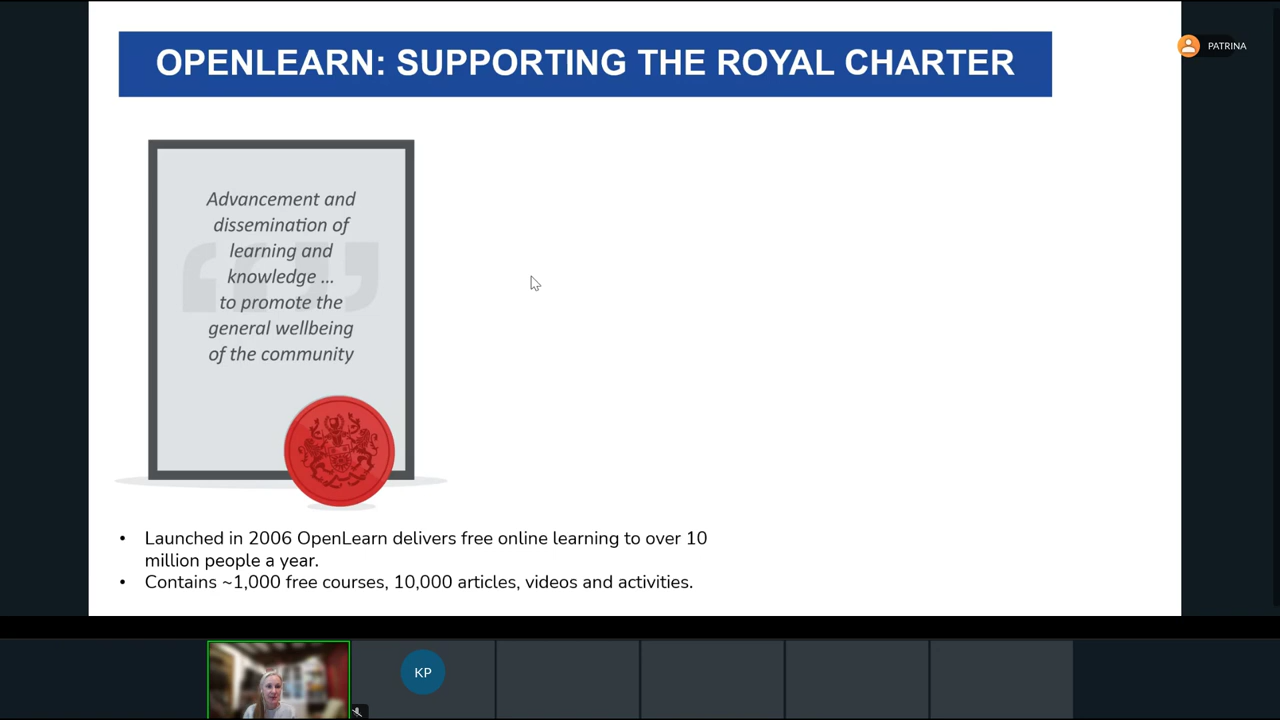 OPENLEARN: SUPPORTING THE ROYAL CHARTER
PATRINA
Advancement and
dissemination of
learning and
knowledge ...
to promote the
general wellbeing
of the community
• Launched in 2006 OpenLearn delivers free online learning to over 10
million people a year.
• Contains ~1,000 free courses, 10,000 articles, videos and activities.
KP